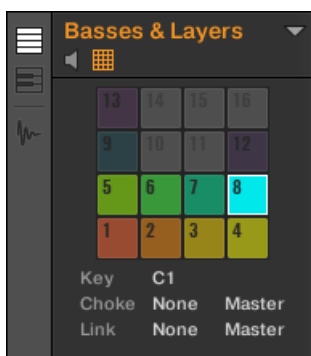 Basses & Layers
13 14 15 16
9 10 11 12
5 6 7 8
1 2 3 4
Key C1
Choke None Master
Link None Master